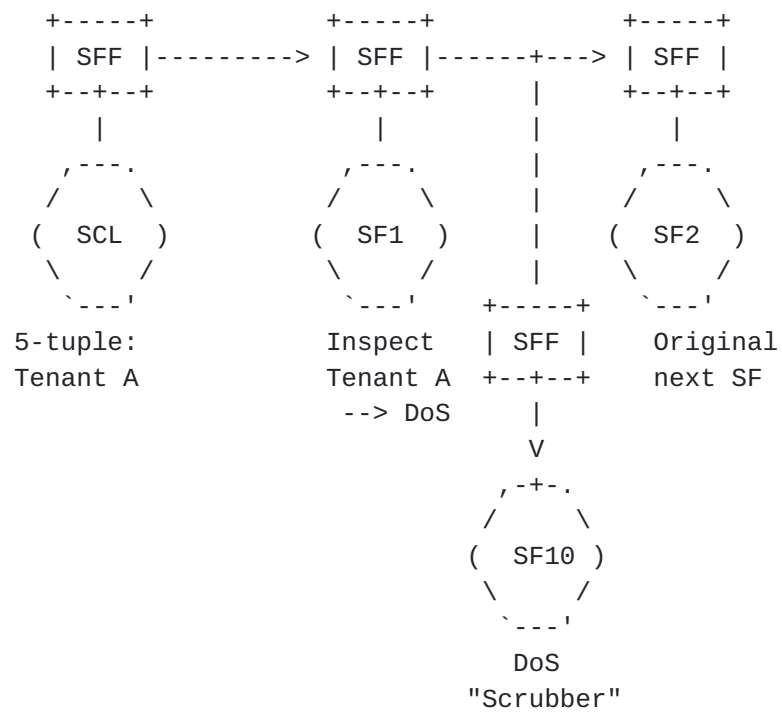 SFF SFF SFF
SCL SF1 SF2
5-tuple: Inspect SFF Original
Tenant A Tenant A next SF
--> DoS
SF10
DoS
"Scrubber"